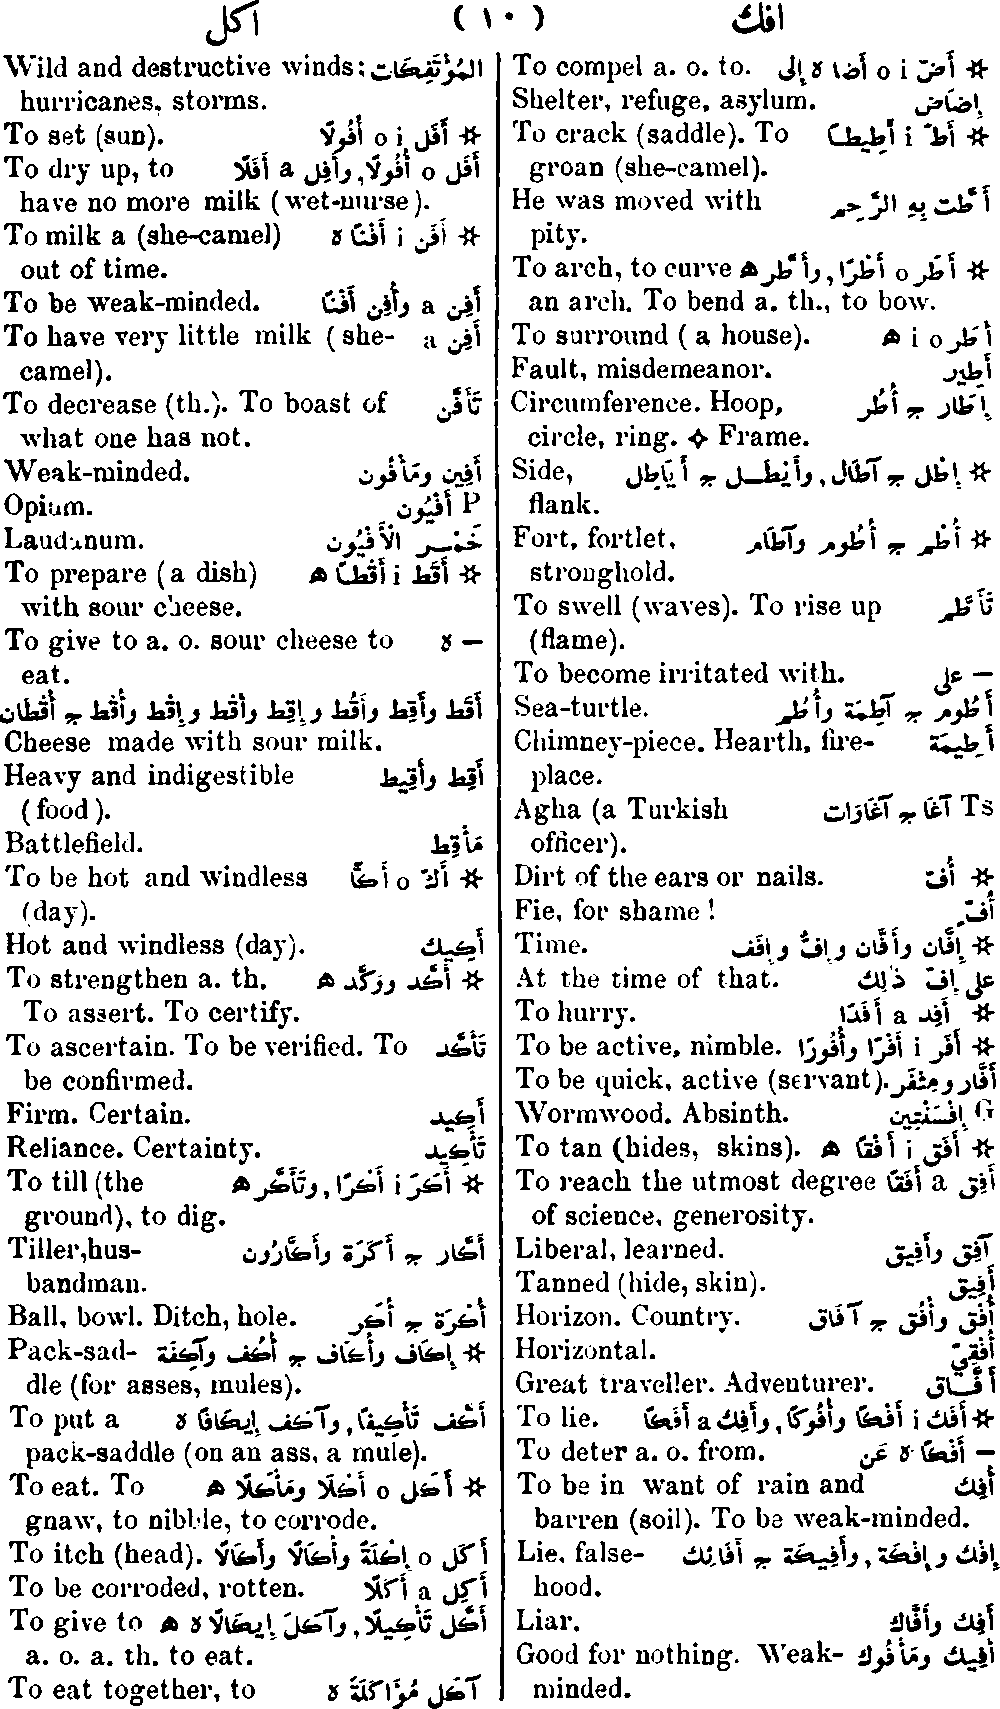 افك (١٠) اكل
To compel a. o. to. ✲ أَضّ i o أَضًّا ه إلى
Shelter, refuge, asylum. إِضَاض
To crack (saddle). To ✲ أَطّ i أَطِيطًا
groan (she-camel).
He was moved with أَطَّت بِهِ الرَّحِم
pity.
To arch, to curve ✲ أَطَر o أَطْرًا, وأَطَّر ه
an arch. To bend a. th., to bow.
To surround (a house). أَطَر i o ه
Fault, misdemeanor. أَطِير
Circumference. Hoop, إِطَار ج أُطُر
circle, ring. ✧ Frame.
Side, ✲ إِطْل ج آطَال, وأَيْطَل ج أَيَاطِل
flank.
Fort, fortlet, ✲ أُطْم ج أُطُوم وآطَام
stronghold.
To swell (waves). To rise up تَأَطَّم
(flame).
To become irritated with. — على
Sea-turtle. أَطُوم ج آطِمَة وأُطُم
Chimney-piece. Hearth, fire- أَطِيمَة
place.
Agha (a Turkish Ts آغَا ج آغَاوَات
officer).
Dirt of the ears or nails. ✲ أُفّ
Fie, for shame ! أُفٍّ
Time. ✲ إِفَّان وأَفَّان وإِفٌّ وإِفَف
At the time of that. على إِفّ ذٰلِك
To hurry. ✲ أَفِد a أَفَدًا
To be active, nimble. ✲ أَفَر i أَفْرًا وأُفُورًا
To be quick, active (servant). أَفَّار ومِئْفَر
Wormwood. Absinth. G إِفْسَنْتِين
To tan (hides, skins). ✲ أَفَق i أَفْقًا ه
To reach the utmost degree أَفِق a أَفَقًا
of science, generosity.
Liberal, learned. آفِق وأَفِيق
Tanned (hide, skin). أَفِيق
Horizon. Country. أُفْق وأُفُق ج آفَاق
Horizontal. أُفْقِيّ
Great traveller. Adventurer. أَفَّاق
To lie. ✲ أَفَك i أَفْكًا وأُفُوكًا, وأَفِك a أَفَكًا
To deter a. o. from. — أَفْكًا ه عَن
To be in want of rain and أُفِك
barren (soil). To be weak-minded.
Lie, false- إِفْك وإِفْكَة, وأَفِيكَة ج أَفَائِك
hood.
Liar. أَفِك وأَفَّاك
Good for nothing. Weak- أَفِيك ومَأْفُوك
minded.
Wild and destructive winds: المُؤْتَفِكَات
hurricanes, storms.
To set (sun). ✲ أَفَل i o أُفُولًا
To dry up, to أَفَل o أُفُولًا, وأَفِل a أَفَلًا
have no more milk (wet-nurse).
To milk a (she-camel) ✲ أَفَن i أَفْنًا ه
out of time.
To be weak-minded. أَفِن a وأُفِن أَفْنًا
To have very little milk (she- أَفِن a
camel).
To decrease (th.). To boast of تَأَفَّن
what one has not.
Weak-minded. أَفِين ومَأْفُون
Opium. P أَفْيُون
Laudanum. خَمْر الْأَفْيُون
To prepare (a dish) ✲ أَقَط i أَقْطًا ه
with sour cheese.
To give to a. o. sour cheese to — ه
eat.
أَقَط وأَقِط وأَقُط وإِقِط وأَقْط وإِقْط وأُقْط ج أُقْطَان
Cheese made with sour milk.
Heavy and indigestible أَقِط وأَقِيط
(food).
Battlefield. مَأْقِط
To be hot and windless ✲ أَكّ o أَكًّا
(day).
Hot and windless (day). أَكِيك
To strengthen a. th. ✲ أَكَّد ووَكَّد ه
To assert. To certify.
To ascertain. To be verified. To تَأَكَّد
be confirmed.
Firm. Certain. أَكِيد
Reliance. Certainty. تَأْكِيد
To till (the ✲ أَكَر i أَكْرًا, وتَأَكَّر ه
ground), to dig.
Tiller, hus- أَكَّار ج أَكَرَة وأَكَّارُون
bandman.
Ball, bowl. Ditch, hole. أُكْرَة ج أُكَر
Pack-sad- ✲ إِكَاف وأُكَاف ج أُكُف وآكِفَة
dle (for asses, mules).
To put a أَكَّف تَأْكِيفًا, وآكَف إِيكَافًا ه
pack-saddle (on an ass, a mule).
To eat. To ✲ أَكَل o أَكْلًا ومَأْكَلًا ه
gnaw, to nibble, to corrode.
To itch (head). أَكَل o إِكْلَةً وأُكَالًا وأَكَالًا
To be corroded, rotten. أَكِل a أَكَلًا
To give to أَكَّل تَأْكِيلًا, وآكَلَ إِيكَالًا ه ه
a. o. a. th. to eat.
To eat together, to آكَل مُؤَاكَلَةً ه